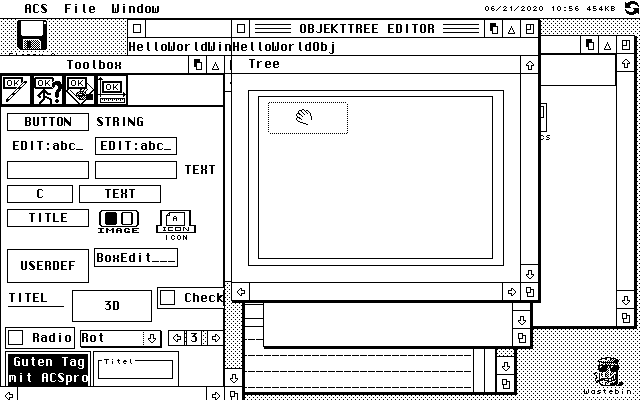 ACS File Window 06/21/2020 10:56 454KB
OBJEKTTREE EDITOR
HelloWorldWin HelloWorldObj
Toolbox
Tree
OK OK OK OK
BUTTON STRING
EDIT:abc_ EDIT:abc_
TEXT
C TEXT
TITLE IMAGE A ICON
ICON
USERDEF BoxEdit___
TITEL 3D Check
Radio Rot 3
Guten Tag Titel
mit ACSpro
Wastebin